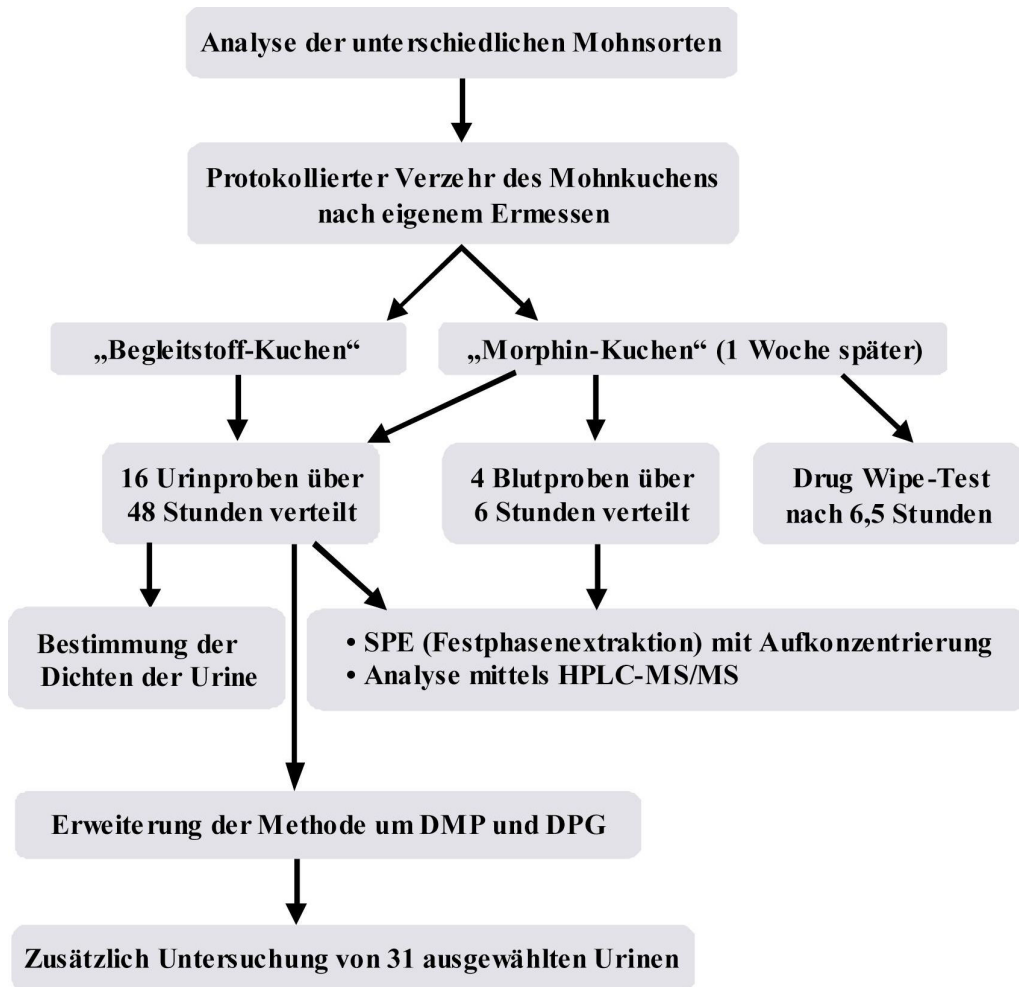 Analyse der unterschiedlichen Mohnsorten
Protokollierter Verzehr des Mohnkuchens
nach eigenem Ermessen
„Begleitstoff-Kuchen“
„Morphin-Kuchen“ (1 Woche später)
16 Urinproben über
48 Stunden verteilt
4 Blutproben über
6 Stunden verteilt
Drug Wipe-Test
nach 6,5 Stunden
Bestimmung der
Dichten der Urine
• SPE (Festphasenextraktion) mit Aufkonzentrierung
• Analyse mittels HPLC-MS/MS
Erweiterung der Methode um DMP und DPG
Zusätzlich Untersuchung von 31 ausgewählten Urinen